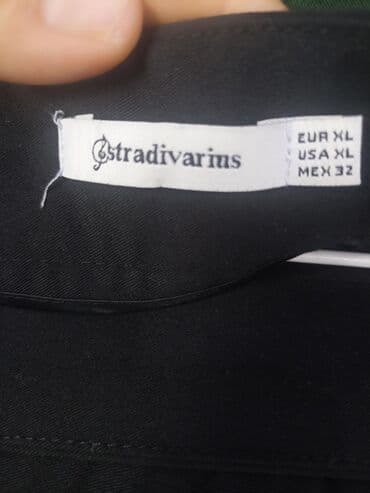 stradivarius
EUR XL
USA XL
MEX 32